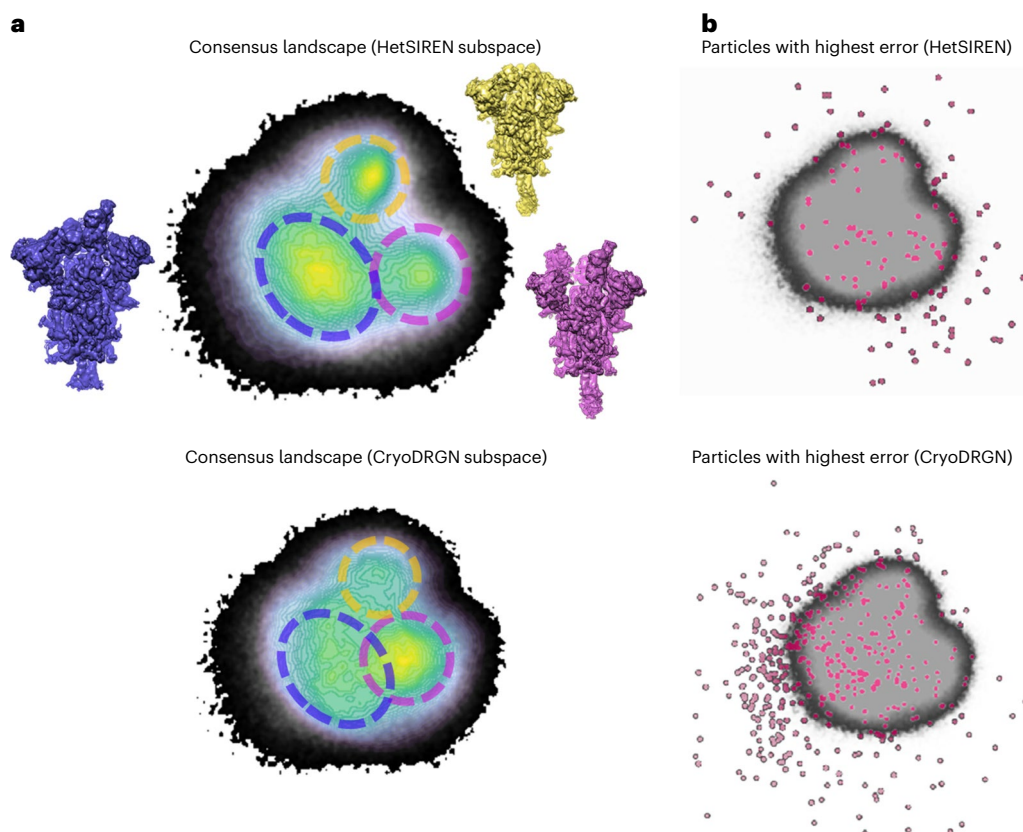 a
Consensus landscape (HetSIREN subspace)
b
Particles with highest error (HetSIREN)
Consensus landscape (CryoDRGN subspace)
Particles with highest error (CryoDRGN)